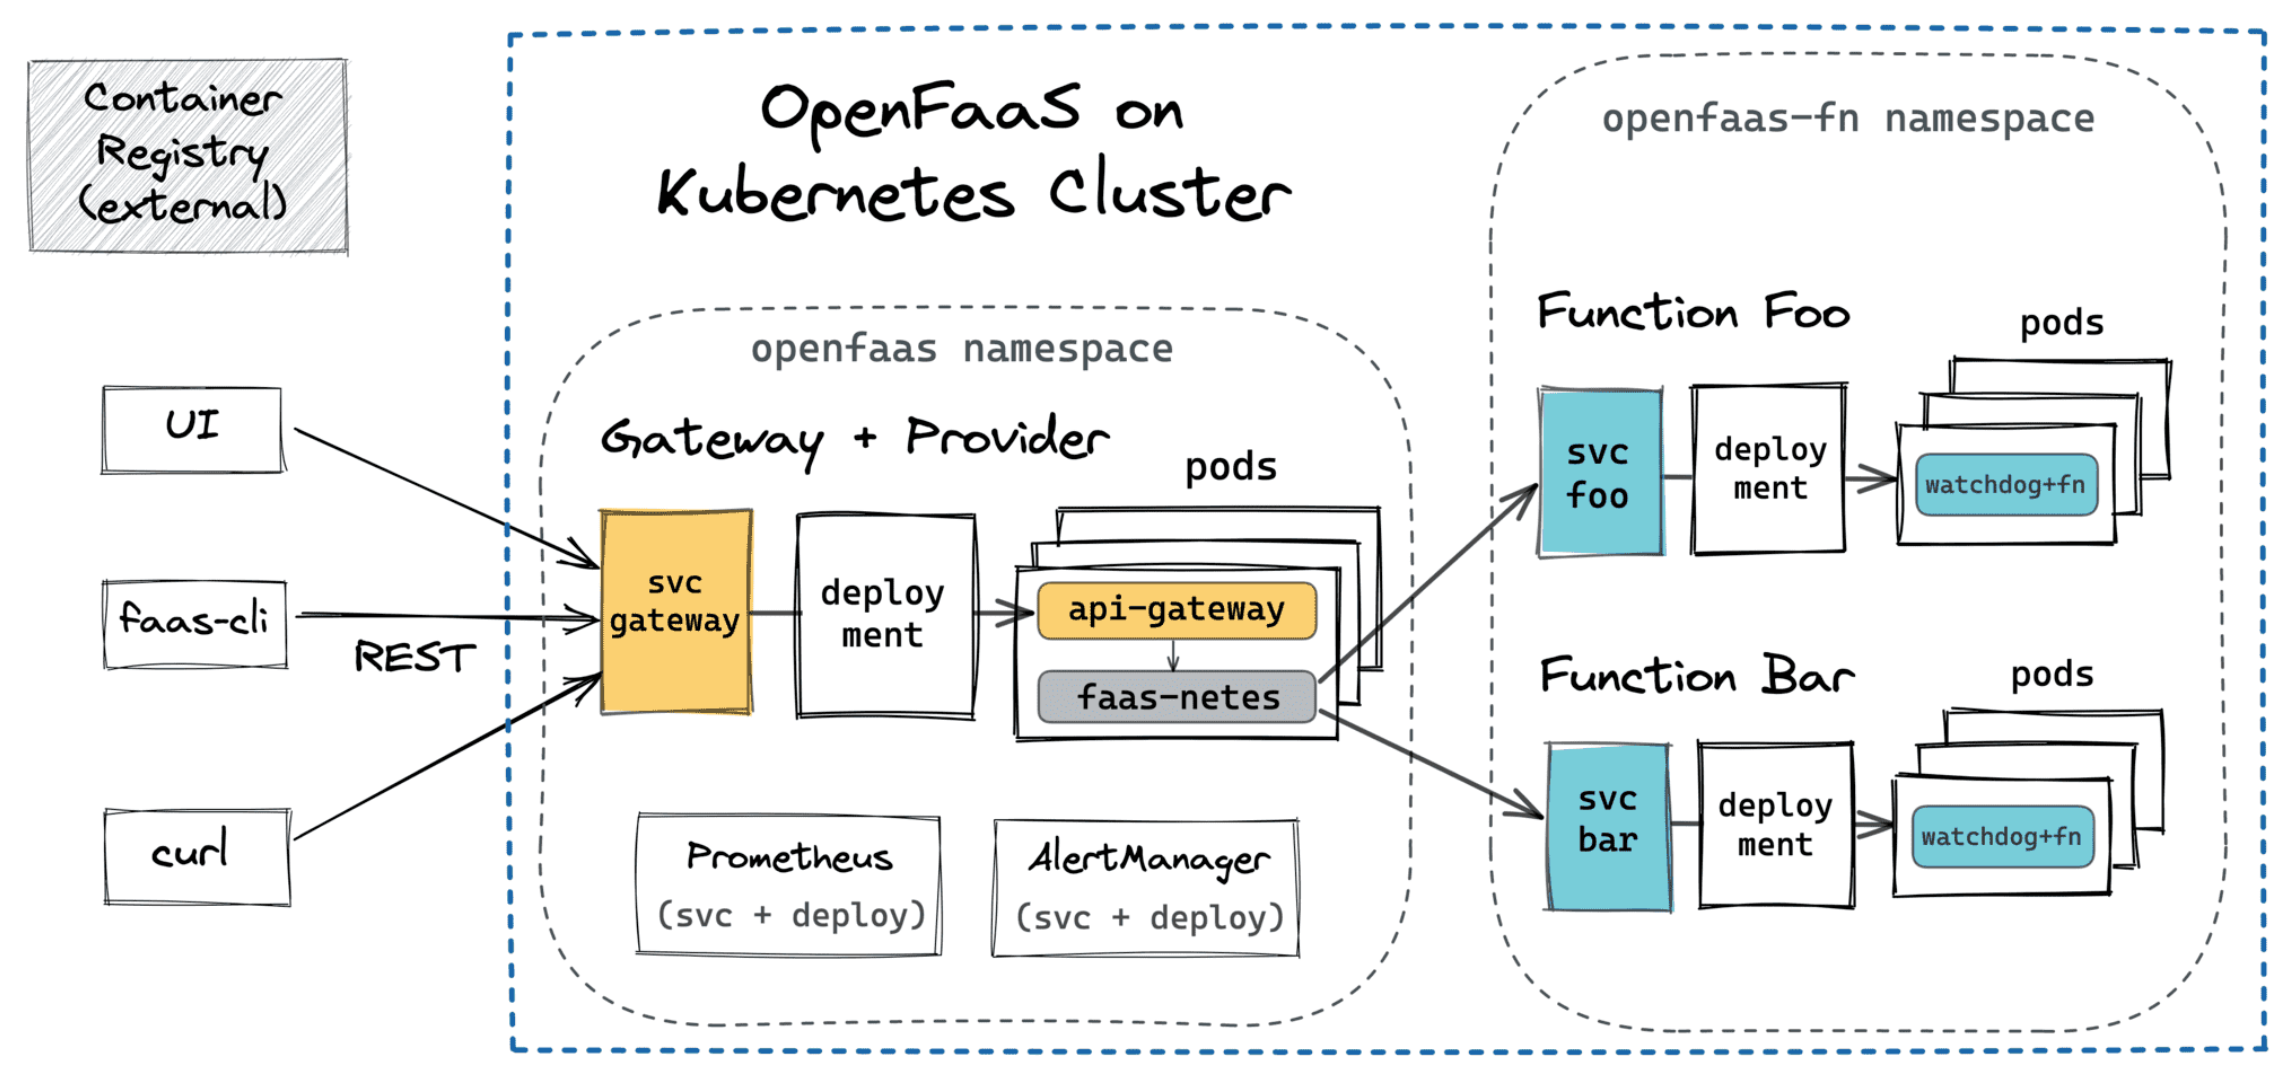 Container
Registry
(external)
OpenFaaS on
Kubernetes Cluster
openfaas-fn namespace
openfaas namespace
Gateway + Provider
pods
UI
faas-cli
REST
curl
svc
gateway
deploy
ment
api-gateway
faas-netes
Prometheus
(svc + deploy)
AlertManager
(svc + deploy)
Function Foo
pods
svc
foo
deploy
ment
watchdog+fn
Function Bar
pods
svc
bar
deploy
ment
watchdog+fn